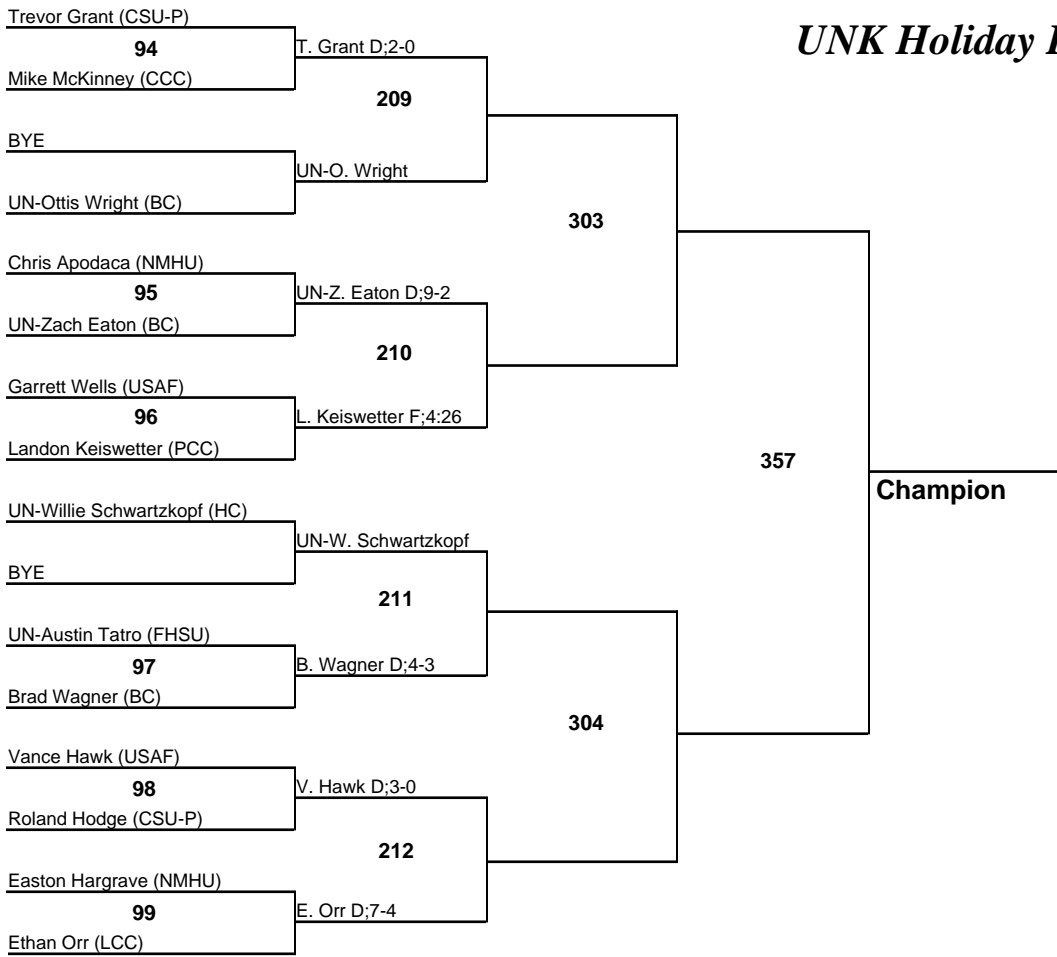 Trevor Grant (CSU-P)
UNK Holiday
94
T. Grant D;2-0
Mike McKinney (CCC)
209
BYE
UN-O. Wright
UN-Ottis Wright (BC)
303
Chris Apodaca (NMHU)
95
UN-Z. Eaton D;9-2
UN-Zach Eaton (BC)
210
Garrett Wells (USAF)
96
L. Keiswetter F;4:26
Landon Keiswetter (PCC)
357
Champion
UN-Willie Schwartzkopf (HC)
UN-W. Schwartzkopf
BYE
211
UN-Austin Tatro (FHSU)
97
B. Wagner D;4-3
Brad Wagner (BC)
304
Vance Hawk (USAF)
98
V. Hawk D;3-0
Roland Hodge (CSU-P)
212
Easton Hargrave (NMHU)
99
E. Orr D;7-4
Ethan Orr (LCC)